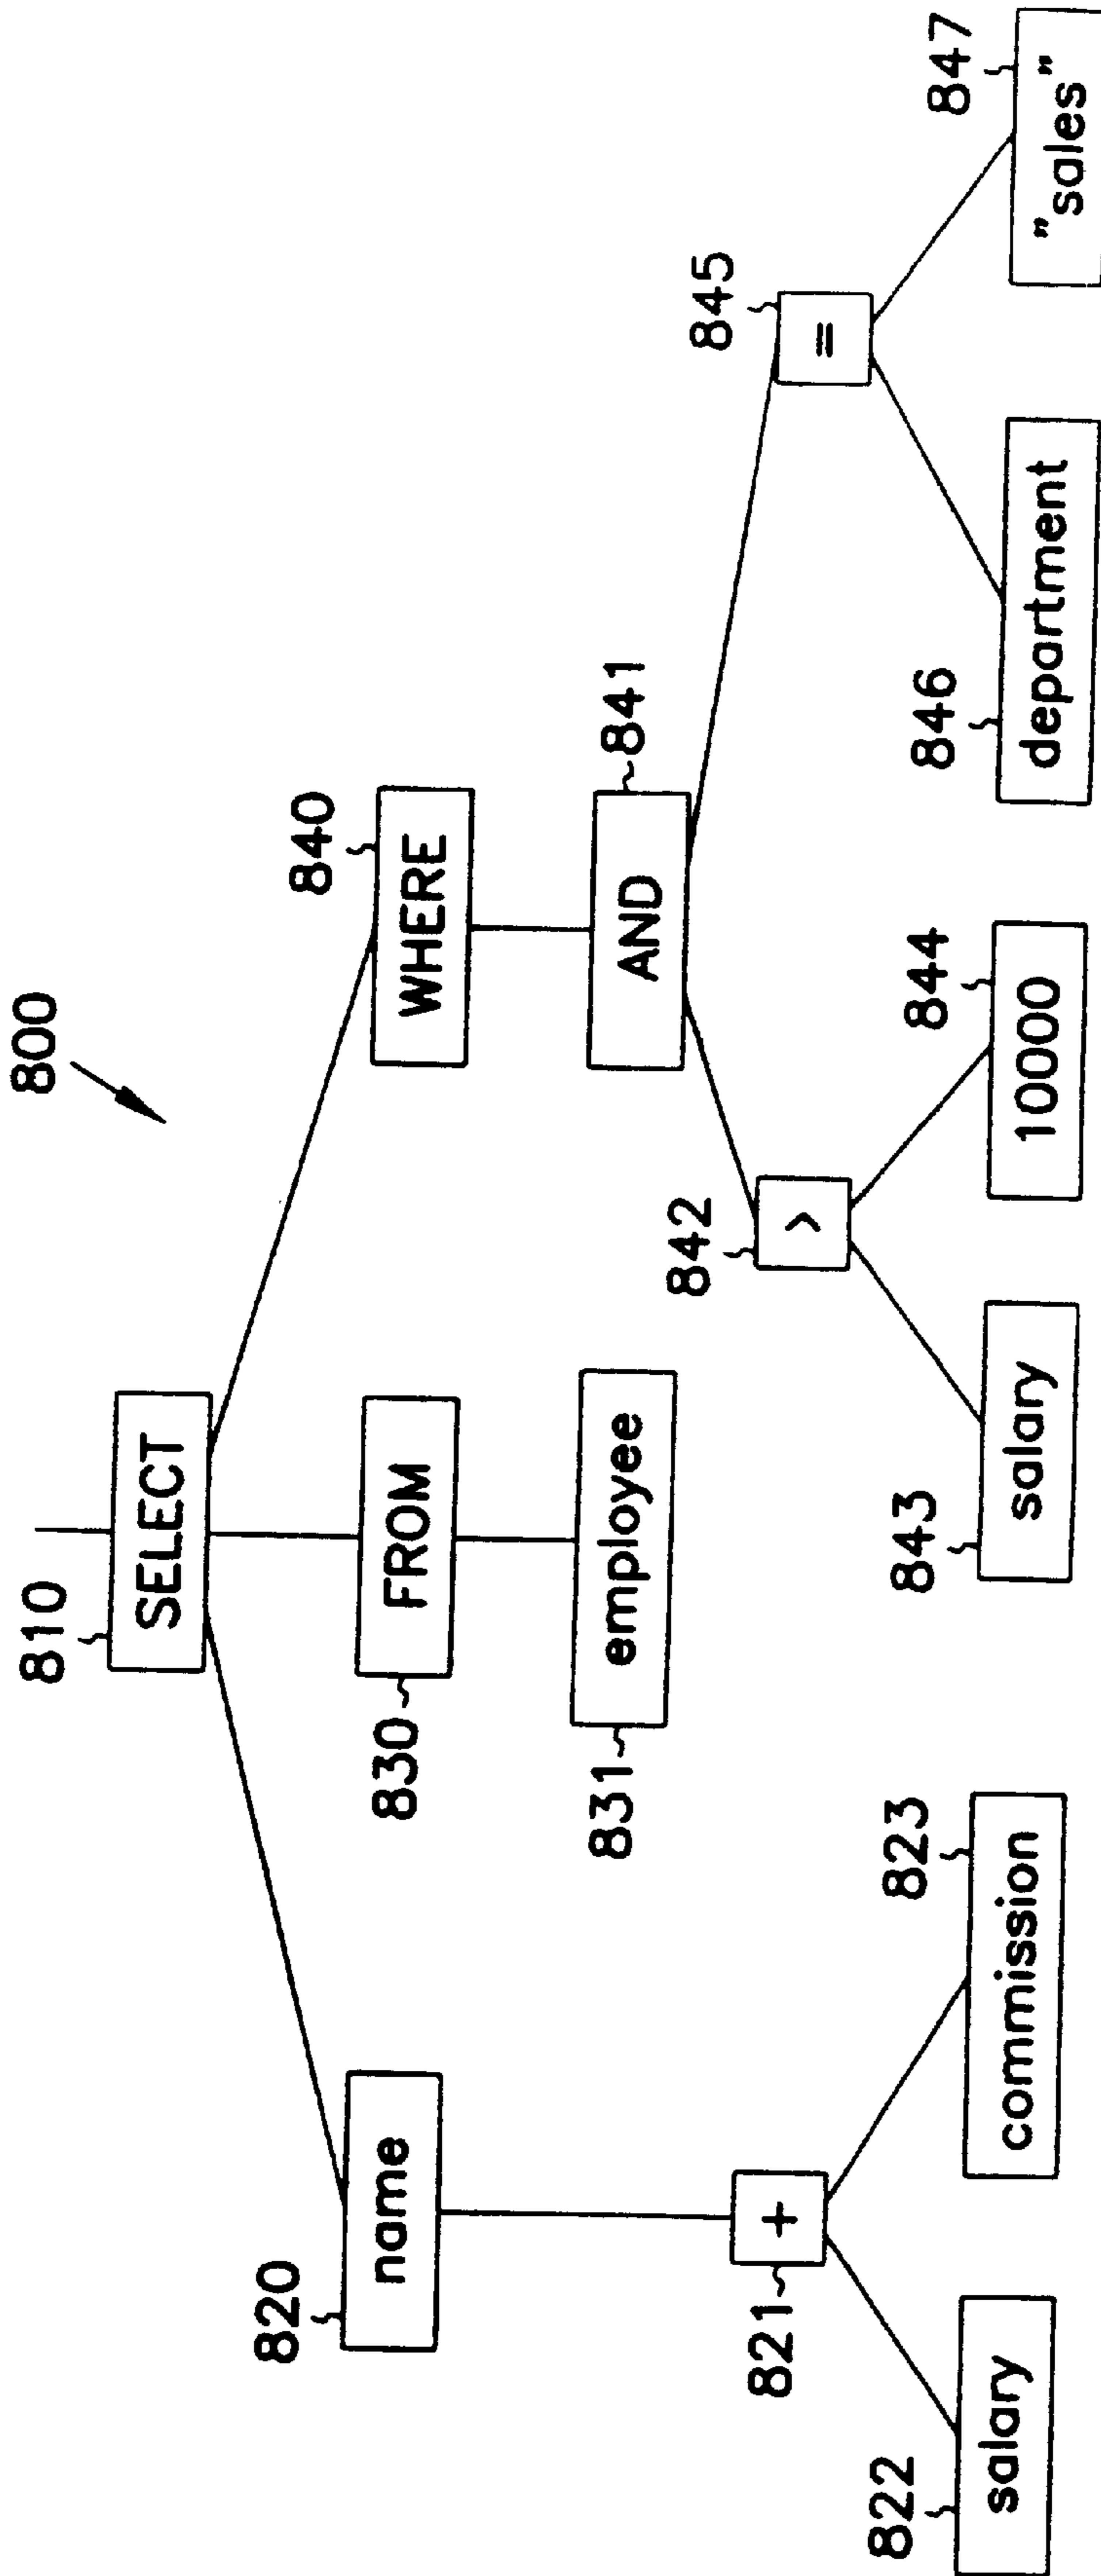 800
810
SELECT
820
name
830
FROM
840
WHERE
831
employee
841
AND
821
+
842
>
845
=
822
salary
823
commission
843
salary
844
10000
846
department
847
"sales"